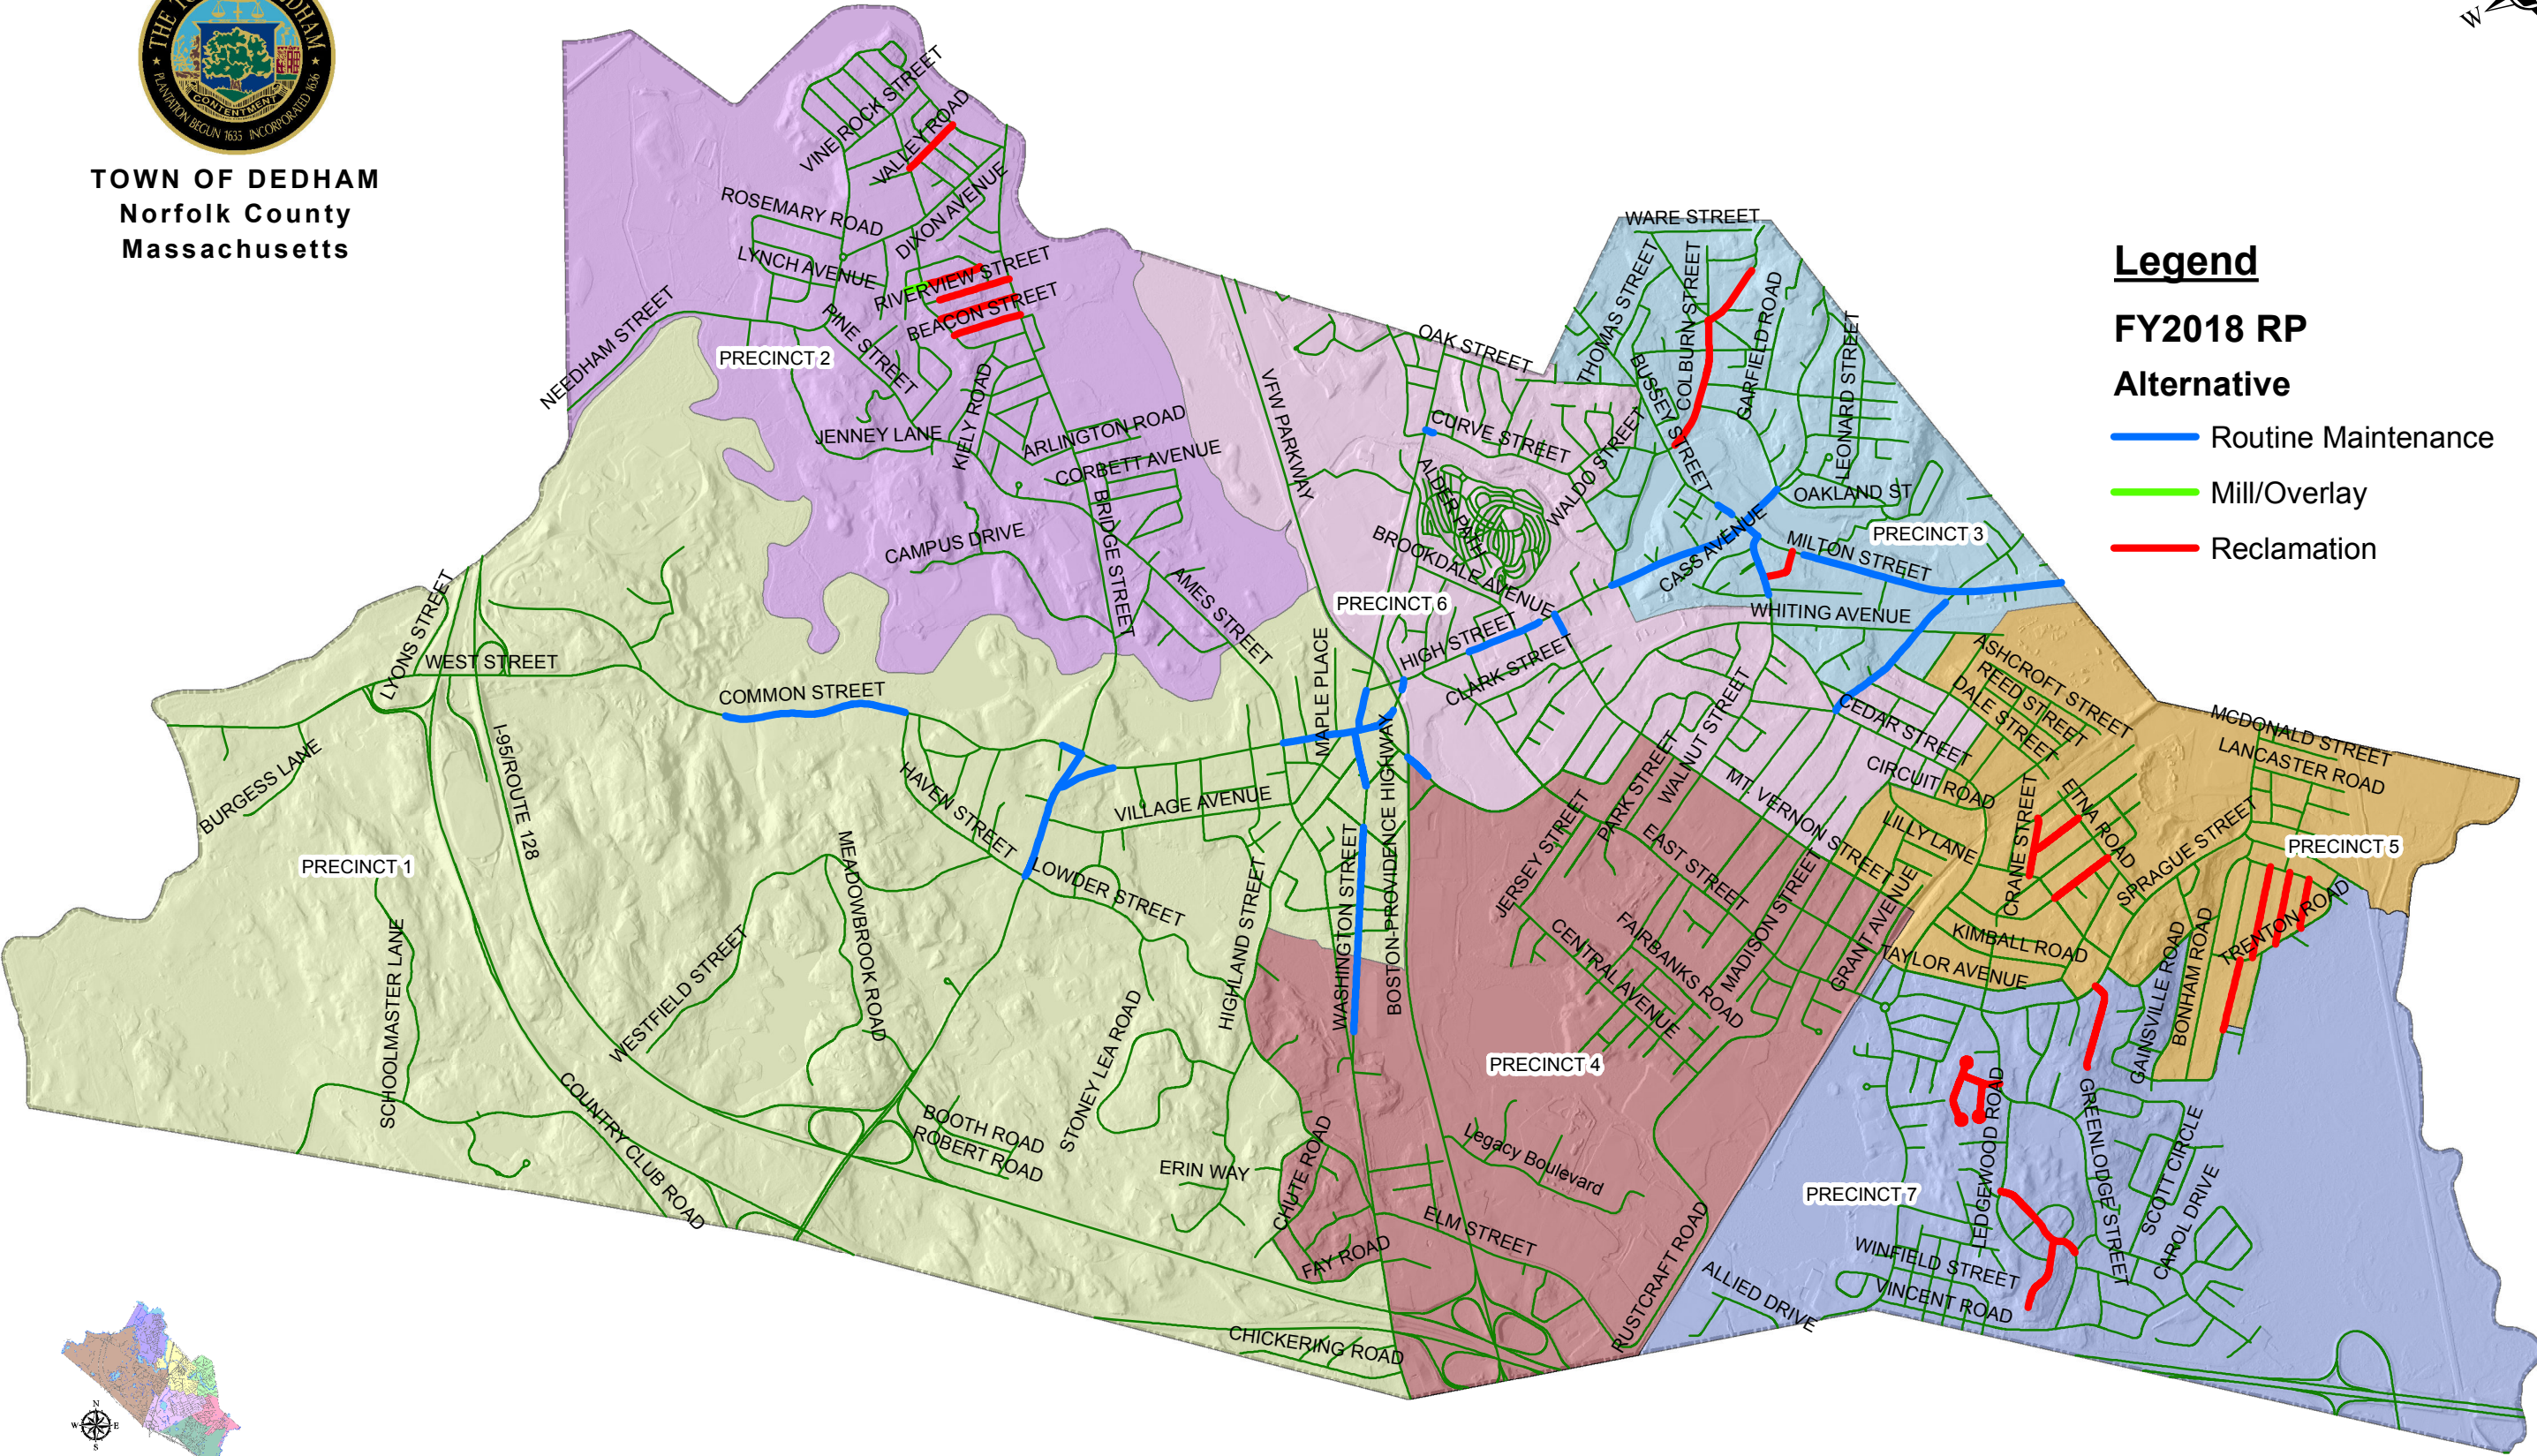 THE TOWN OF DEDHAM
CONTENTMENT
PLANTATION BEGUN 1635 INCORPORATED 1636
TOWN OF DEDHAM
Norfolk County
Massachusetts
W
Legend
FY2018 RP
Alternative
Routine Maintenance
Mill/Overlay
Reclamation
VINE ROCK STREET
VALLEY ROAD
ROSEMARY ROAD
DIXON AVENUE
LYNCH AVENUE
RIVERVIEW STREET
BEACON STREET
NEEDHAM STREET
PINE STREET
PRECINCT 2
JENNEY LANE
KIELY ROAD
ARLINGTON ROAD
CORBETT AVENUE
CAMPUS DRIVE
BRIDGE STREET
AMES STREET
VFW PARKWAY
OAK STREET
CURVE STREET
ALDER PATH
WALDO STREET
BROOKDALE AVENUE
PRECINCT 6
HIGH STREET
CLARK STREET
WARE STREET
THOMAS STREET
COLBURN STREET
BUSSEY STREET
GARFIELD ROAD
LEONARD STREET
OAKLAND ST
PRECINCT 3
CASS AVENUE
MILTON STREET
WHITING AVENUE
LYONS STREET
WEST STREET
COMMON STREET
I-95/ROUTE 128
BURGESS LANE
PRECINCT 1
HAVEN STREET
VILLAGE AVENUE
MAPLE PLACE
LOWDER STREET
MEADOWBROOK ROAD
WESTFIELD STREET
SCHOOLMASTER LANE
COUNTRY CLUB ROAD
HIGHLAND STREET
WASHINGTON STREET
BOSTON-PROVIDENCE HIGHWAY
STONEY LEA ROAD
BOOTH ROAD
ROBERT ROAD
ERIN WAY
CHUTE ROAD
FAY ROAD
CHICKERING ROAD
ELM STREET
Legacy Boulevard
RUSTCRAFT ROAD
PRECINCT 4
JERSEY STREET
PARK STREET
WALNUT STREET
EAST STREET
MT. VERNON STREET
CENTRAL AVENUE
FAIRBANKS ROAD
MADISON STREET
GRANT AVENUE
CEDAR STREET
CIRCUIT ROAD
LILLY LANE
ASHCROFT STREET
REED STREET
DALE STREET
CRANE STREET
ETNA ROAD
MCDONALD STREET
LANCASTER ROAD
SPRAGUE STREET
PRECINCT 5
TRENTON ROAD
KIMBALL ROAD
TAYLOR AVENUE
GAINSVILLE ROAD
BONHAM ROAD
GREENLODGE STREET
LEDGEWOOD ROAD
SCOTT CIRCLE
CAROL DRIVE
PRECINCT 7
WINFIELD STREET
VINCENT ROAD
ALLIED DRIVE
N
W E
S